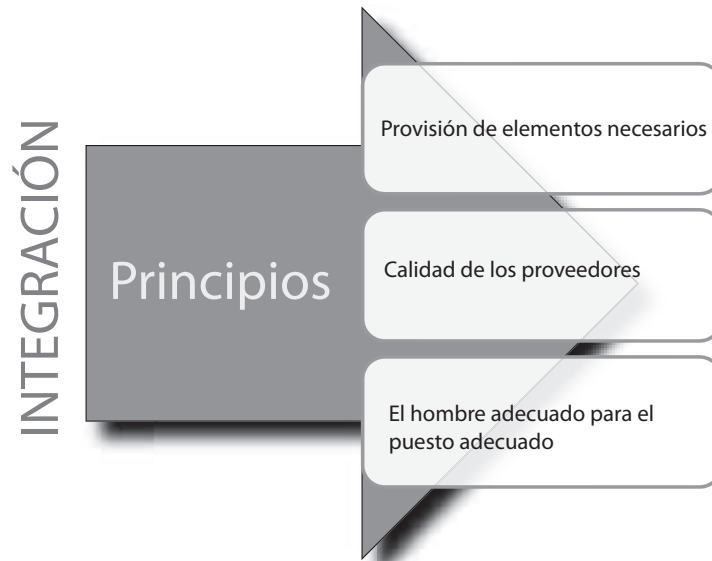 INTEGRACIÓN
Principios
Provisión de elementos necesarios
Calidad de los proveedores
El hombre adecuado para el
puesto adecuado